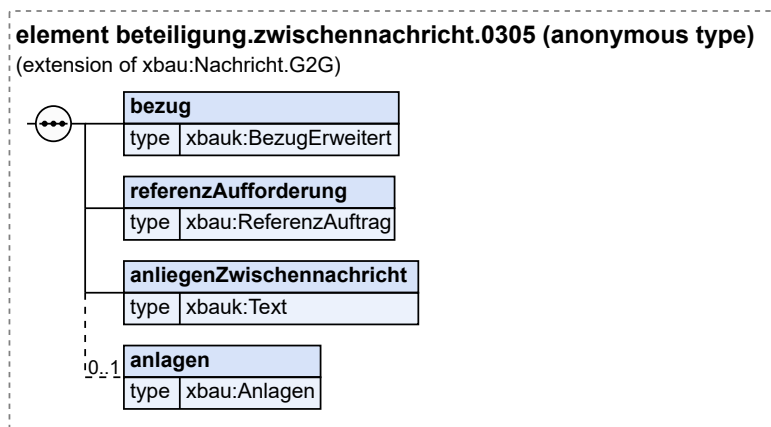 element beteiligung.zwischennachricht.0305 (anonymous type)
(extension of xbau:Nachricht.G2G)
bezug
type xbauk:BezugErweitert
referenzAufforderung
type xbau:ReferenzAuftrag
anliegenZwischennachricht
type xbauk:Text
0..1 anlagen
type xbau:Anlagen